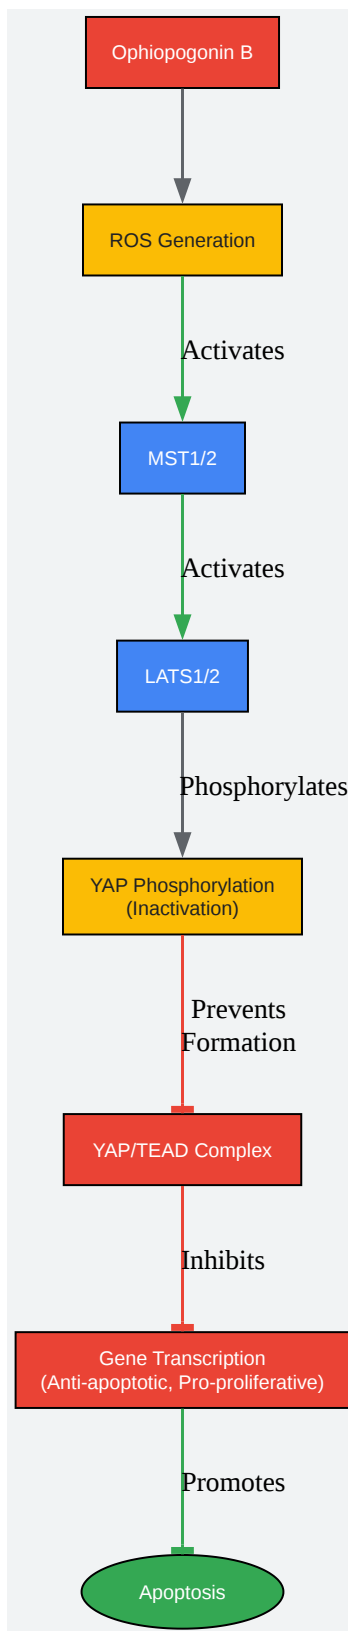 Ophiopogonin B
ROS Generation
Activates
MST1/2
Activates
LATS1/2
Phosphorylates
YAP Phosphorylation
(Inactivation)
Prevents
Formation
YAP/TEAD Complex
Inhibits
Gene Transcription
(Anti-apoptotic, Pro-proliferative)
Promotes
Apoptosis